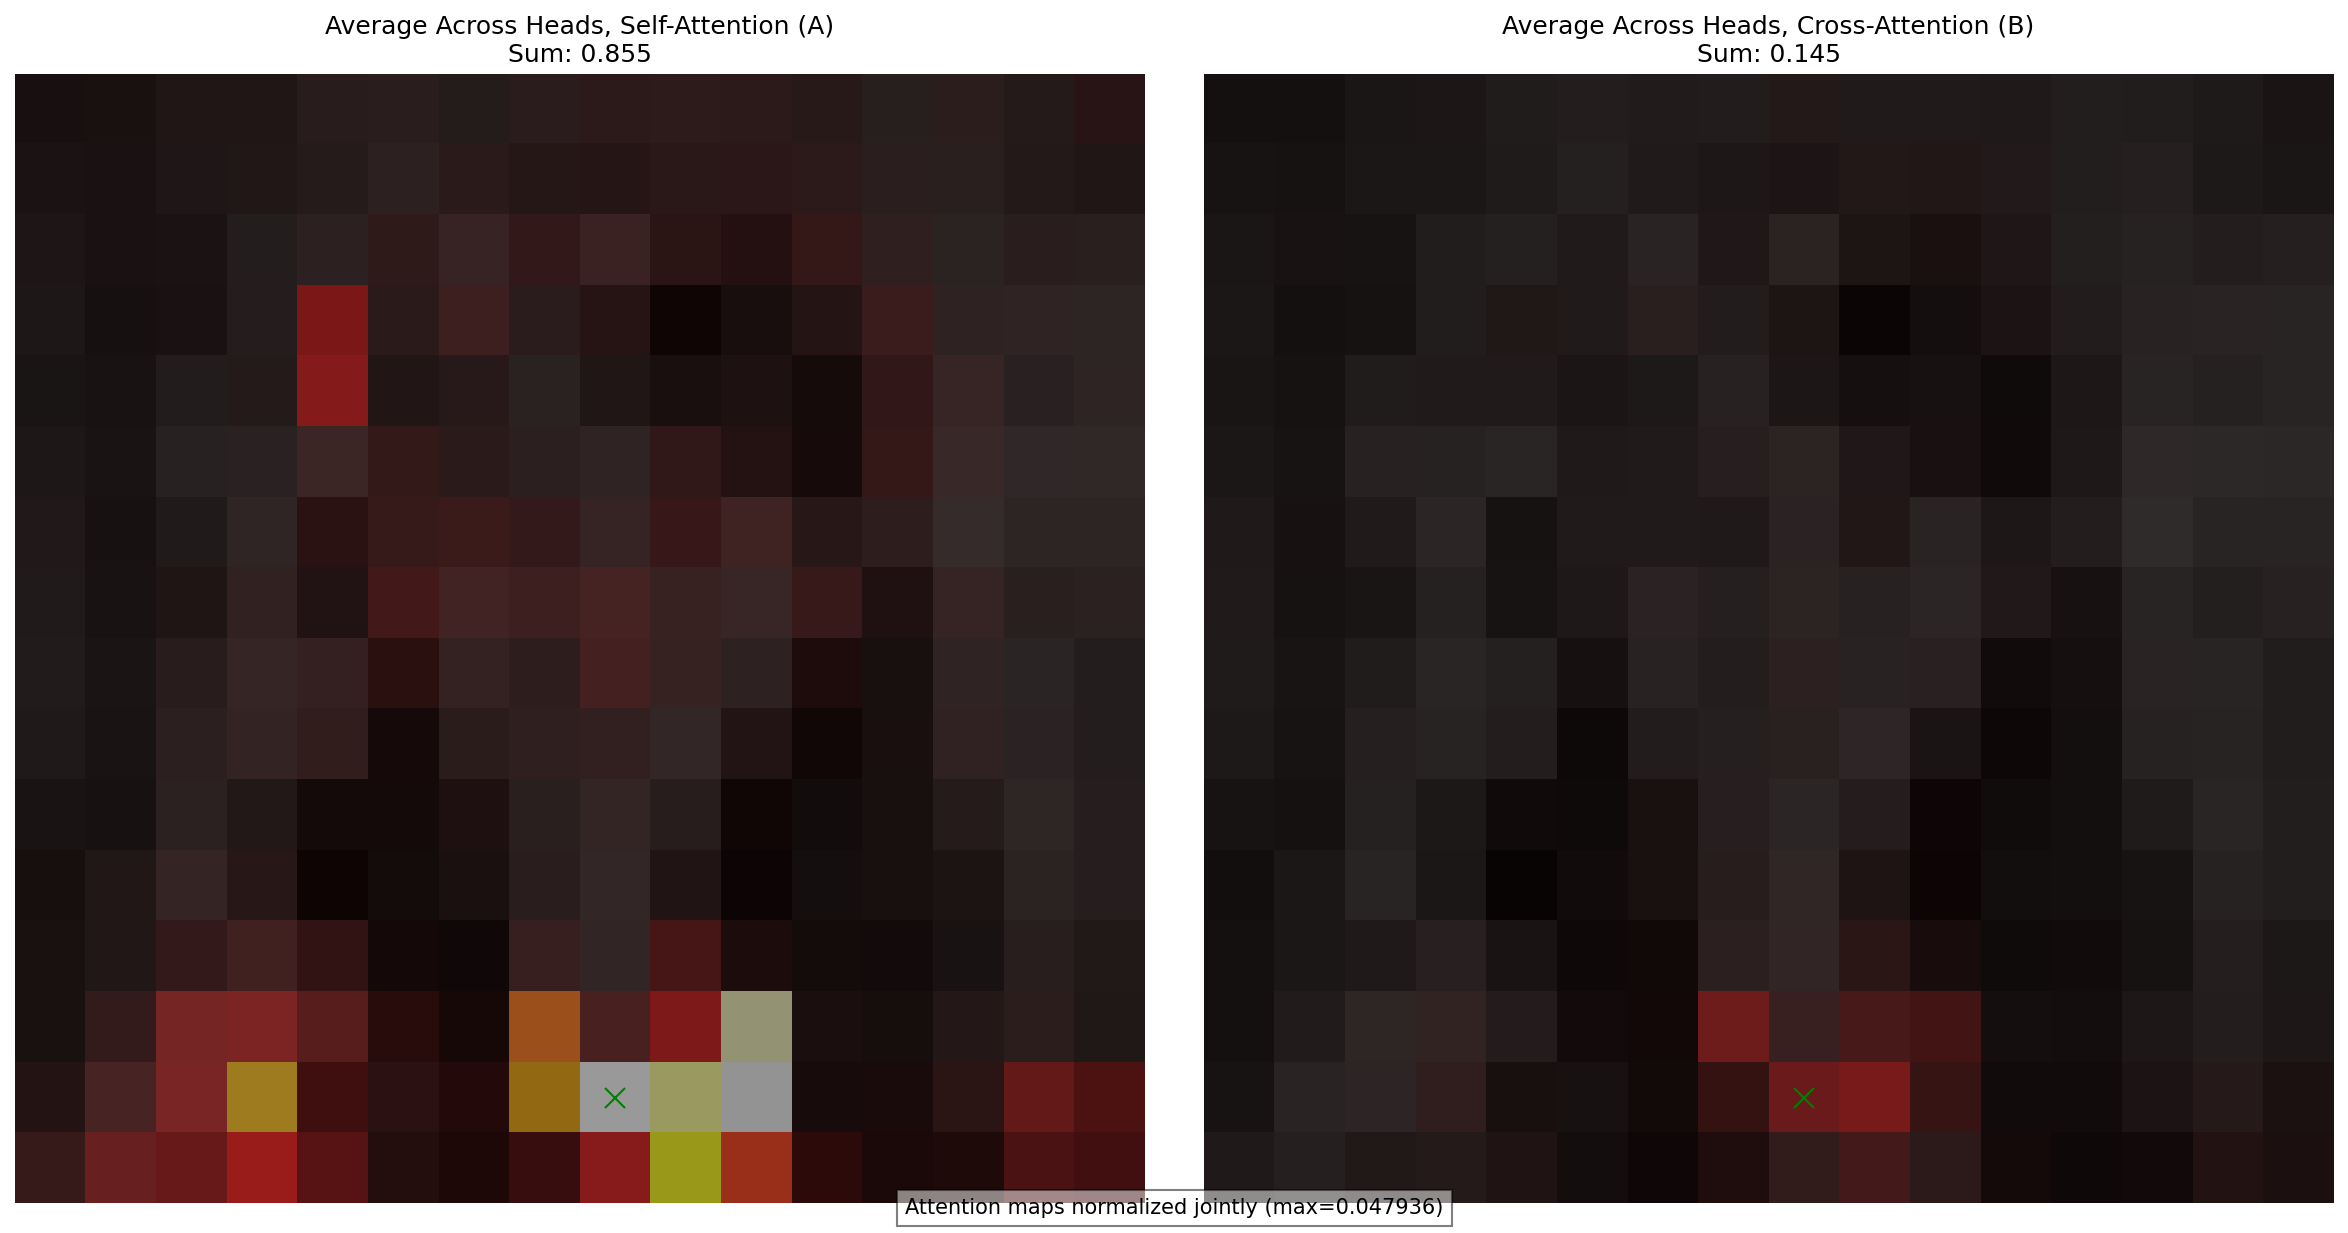 Average Across Heads, Self-Attention (A)
Sum: 0.855
Average Across Heads, Cross-Attention (B)
Sum: 0.145
Attention maps normalized jointly (max=0.047936)